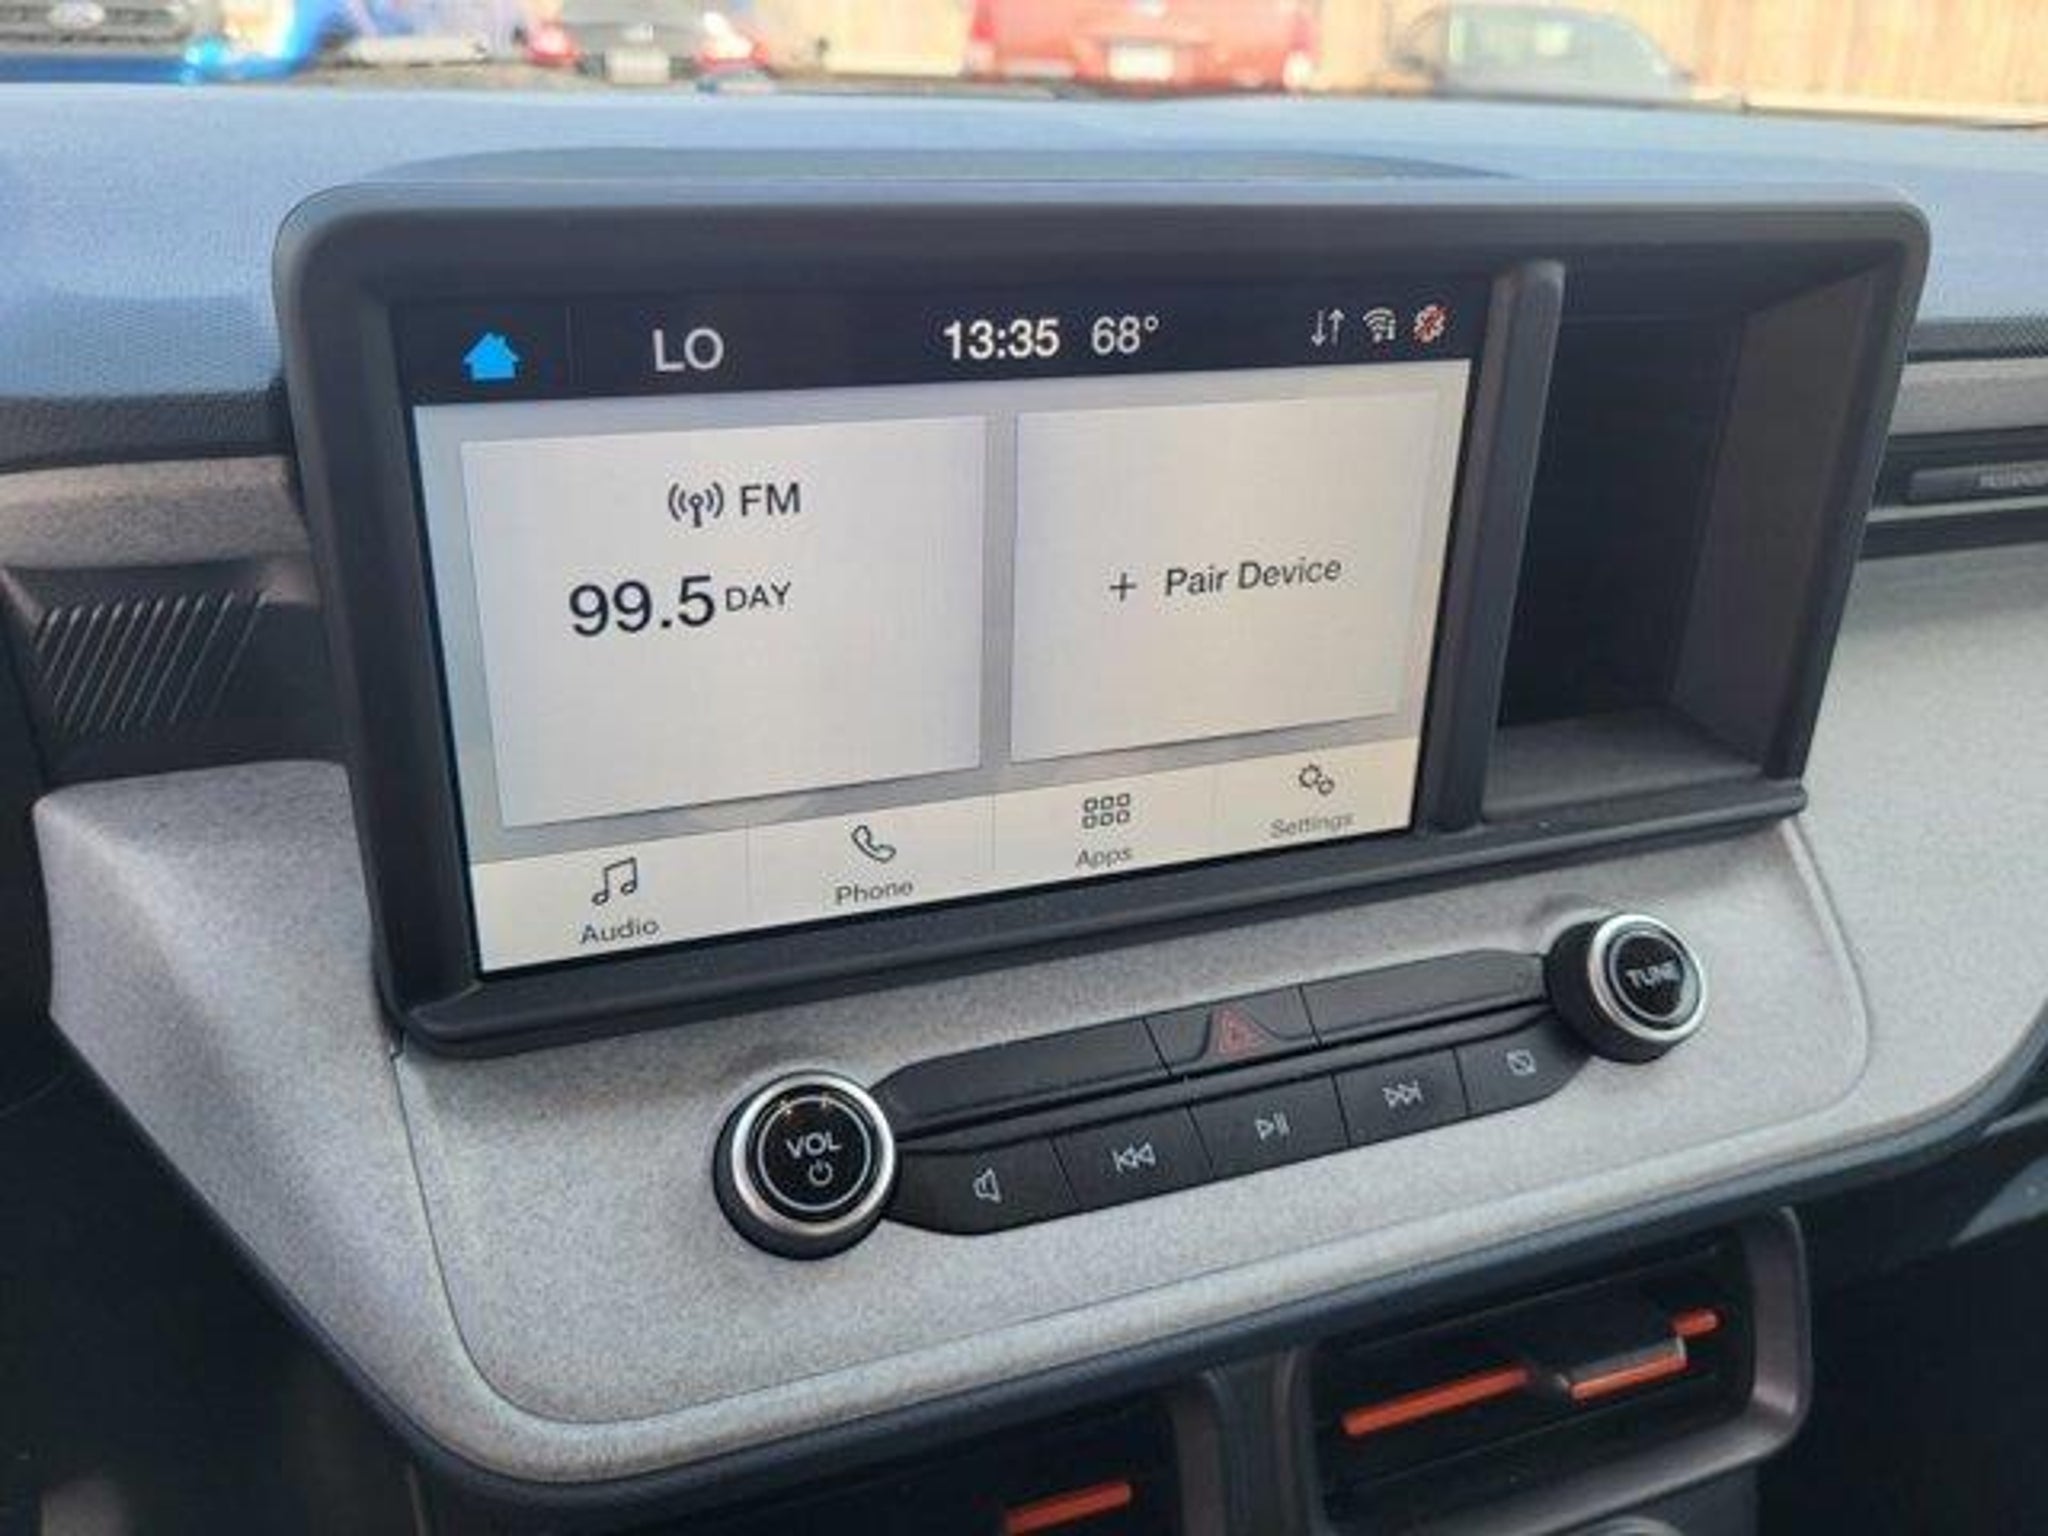 LO 13:35 68°
FM
99.5 DAY
+ Pair Device
Audio Phone Apps Settings
TUNE
VOL